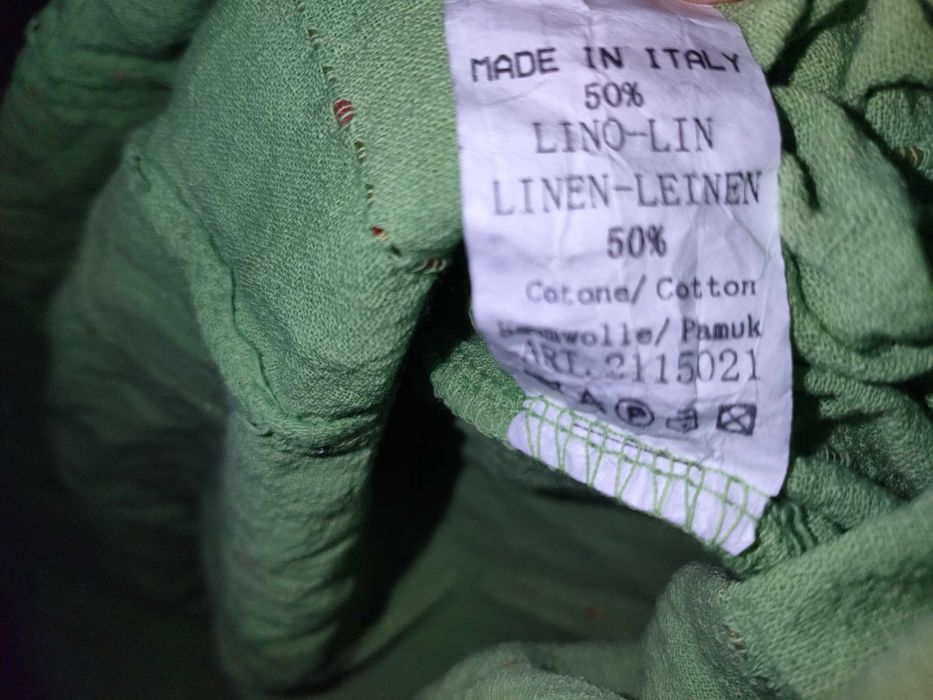 MADE IN ITALY
50%
LINO-LIN
LINEN-LEINEN
50%
Cotone/Cotton
Pamuk
ART. 2115021
P